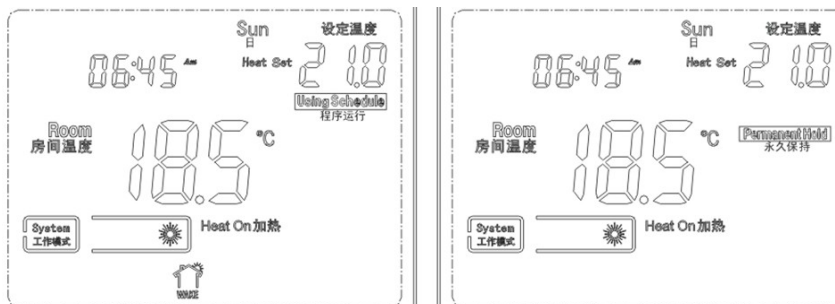 Sun
日
设定温度
06:45 Am
Heat Set 21.0
Using Schedule
程序运行
Room
房间温度
18.5 °C
System
工作模式
Heat On 加热
WAKE
Sun
日
设定温度
06:45 Am
Heat Set 21.0
Room
房间温度
18.5 °C
Permanent Hold
永久保持
System
工作模式
Heat On 加热